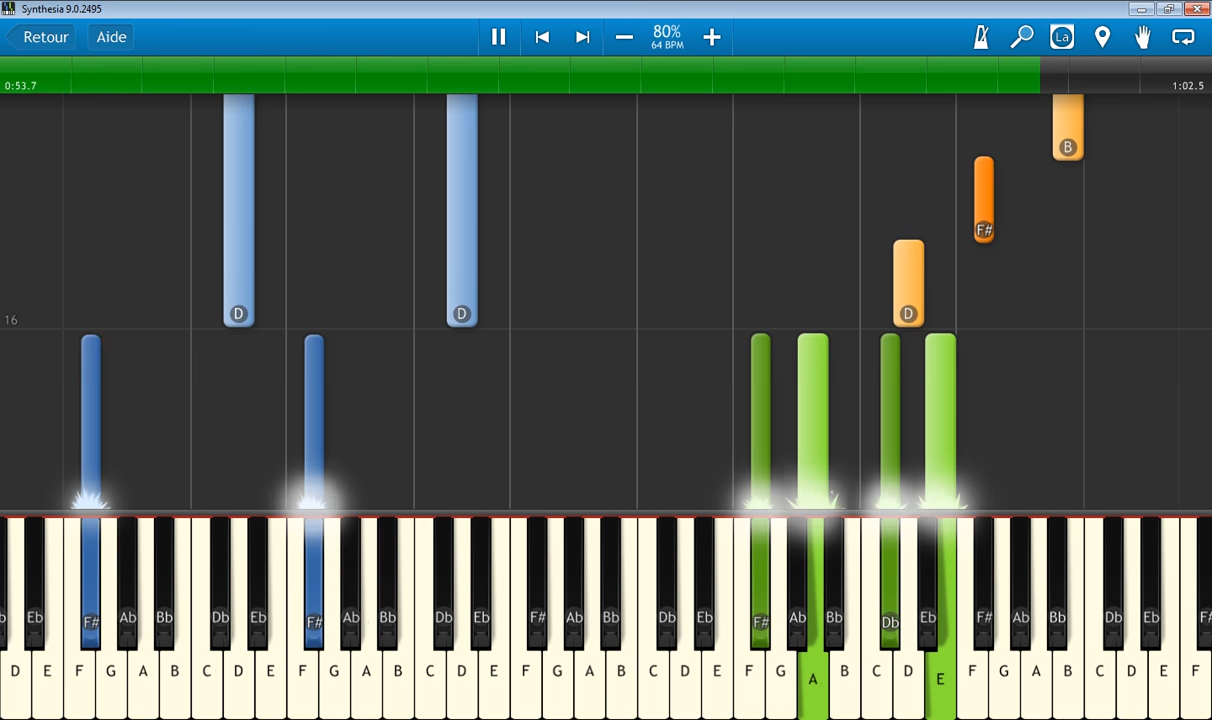 Synthesia 9.0.2495
Retour Aide 80% La
64 BPM
0:53.7 1:02.5
B
F#
D D D
16
b Eb F# Ab Bb Db Eb F# Ab Bb Db Eb F# Ab Bb Db Eb F# Ab Bb Db Eb F# Ab Bb Db Eb F#
D E F G A B C D E F G A B C D E F G A B C D E F G A B C D E F G A B C D E F